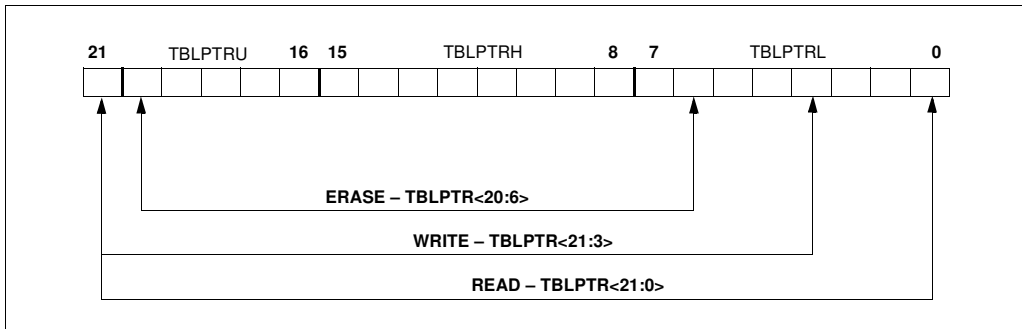 21 TBLPTRU 16 15 TBLPTRH 8 7 TBLPTRL 0
ERASE – TBLPTR<20:6>
WRITE – TBLPTR<21:3>
READ – TBLPTR<21:0>